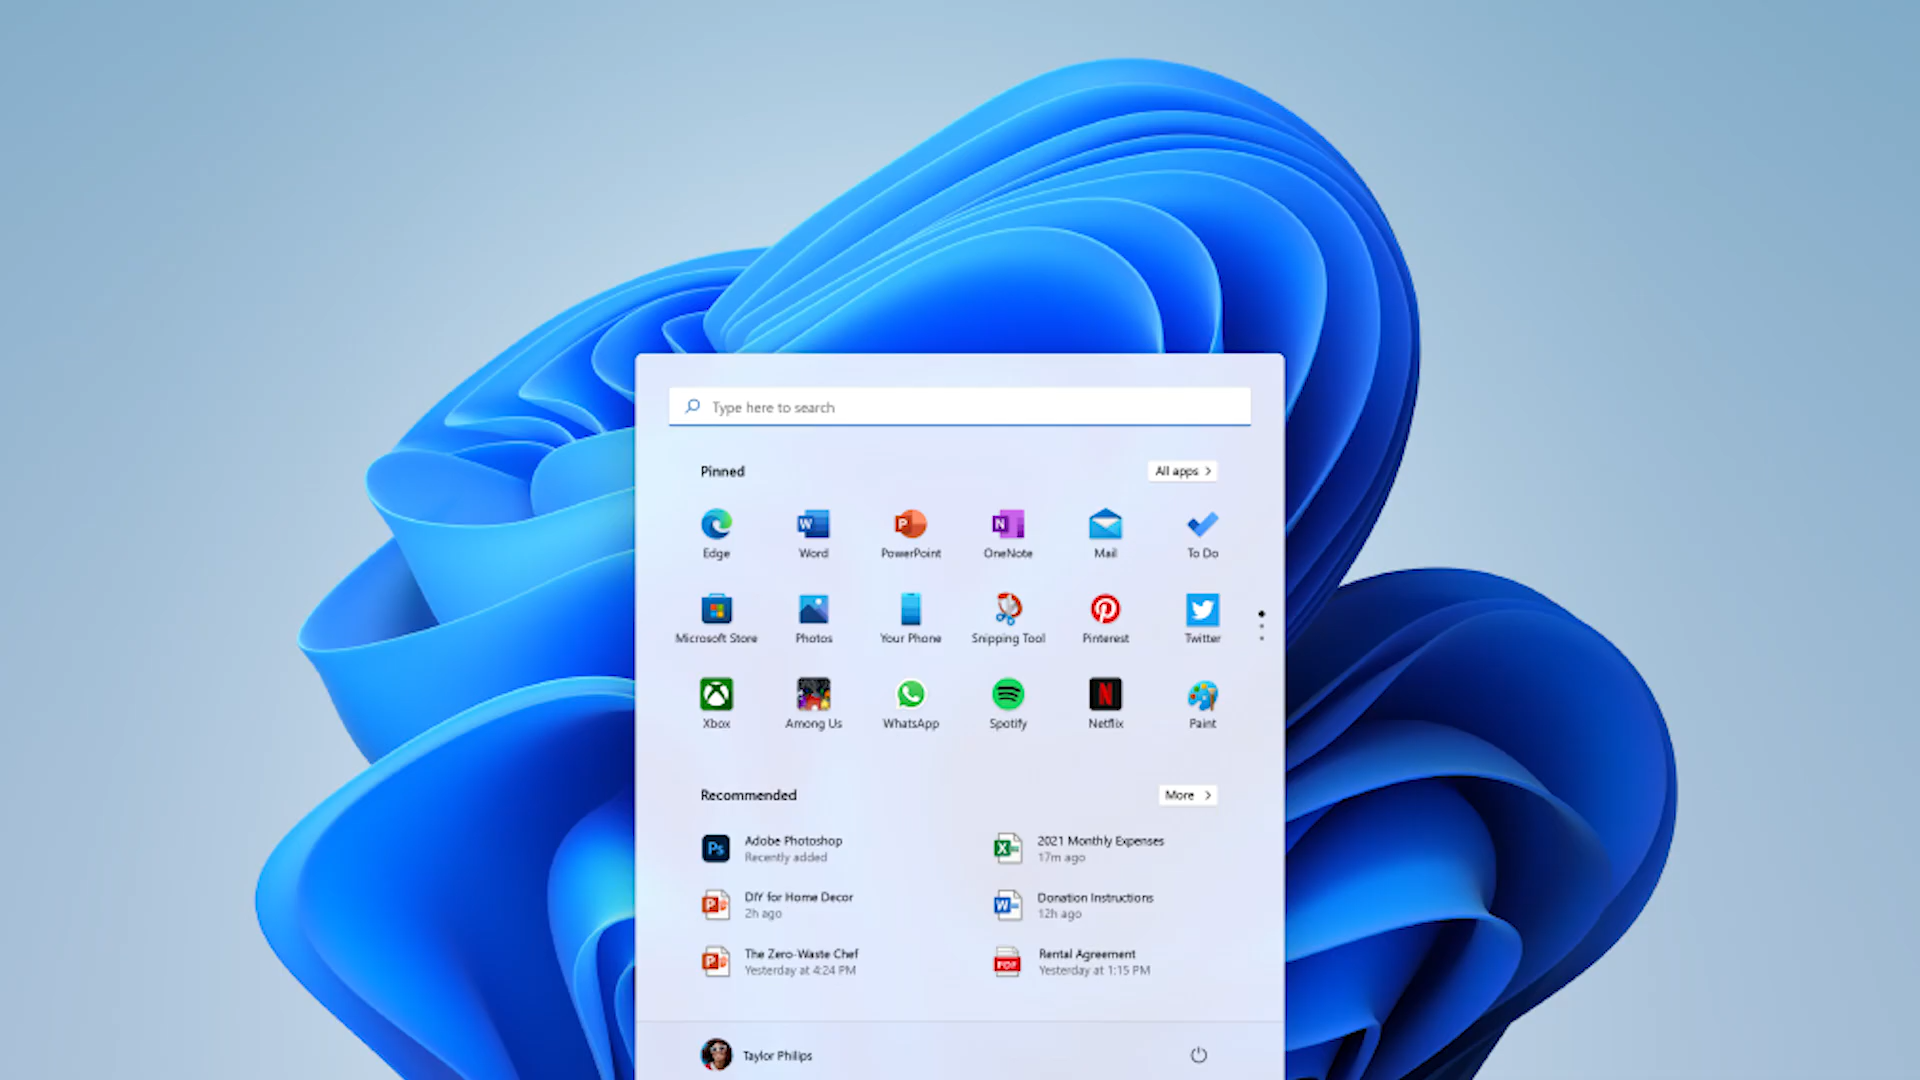 Type here to search
Pinned
All apps
Edge
Word
PowerPoint
OneNote
Mail
To Do
Microsoft Store
Photos
Your Phone
Snipping Tool
Pinterest
Twitter
Xbox
Among Us
WhatsApp
Spotify
Netflix
Paint
Recommended
More
Adobe Photoshop
Recently added
2021 Monthly Expenses
17m ago
DIY for Home Decor
2h ago
Donation Instructions
12h ago
The Zero-Waste Chef
Yesterday at 4:24 PM
Rental Agreement
Yesterday at 1:15 PM
Taylor Philips